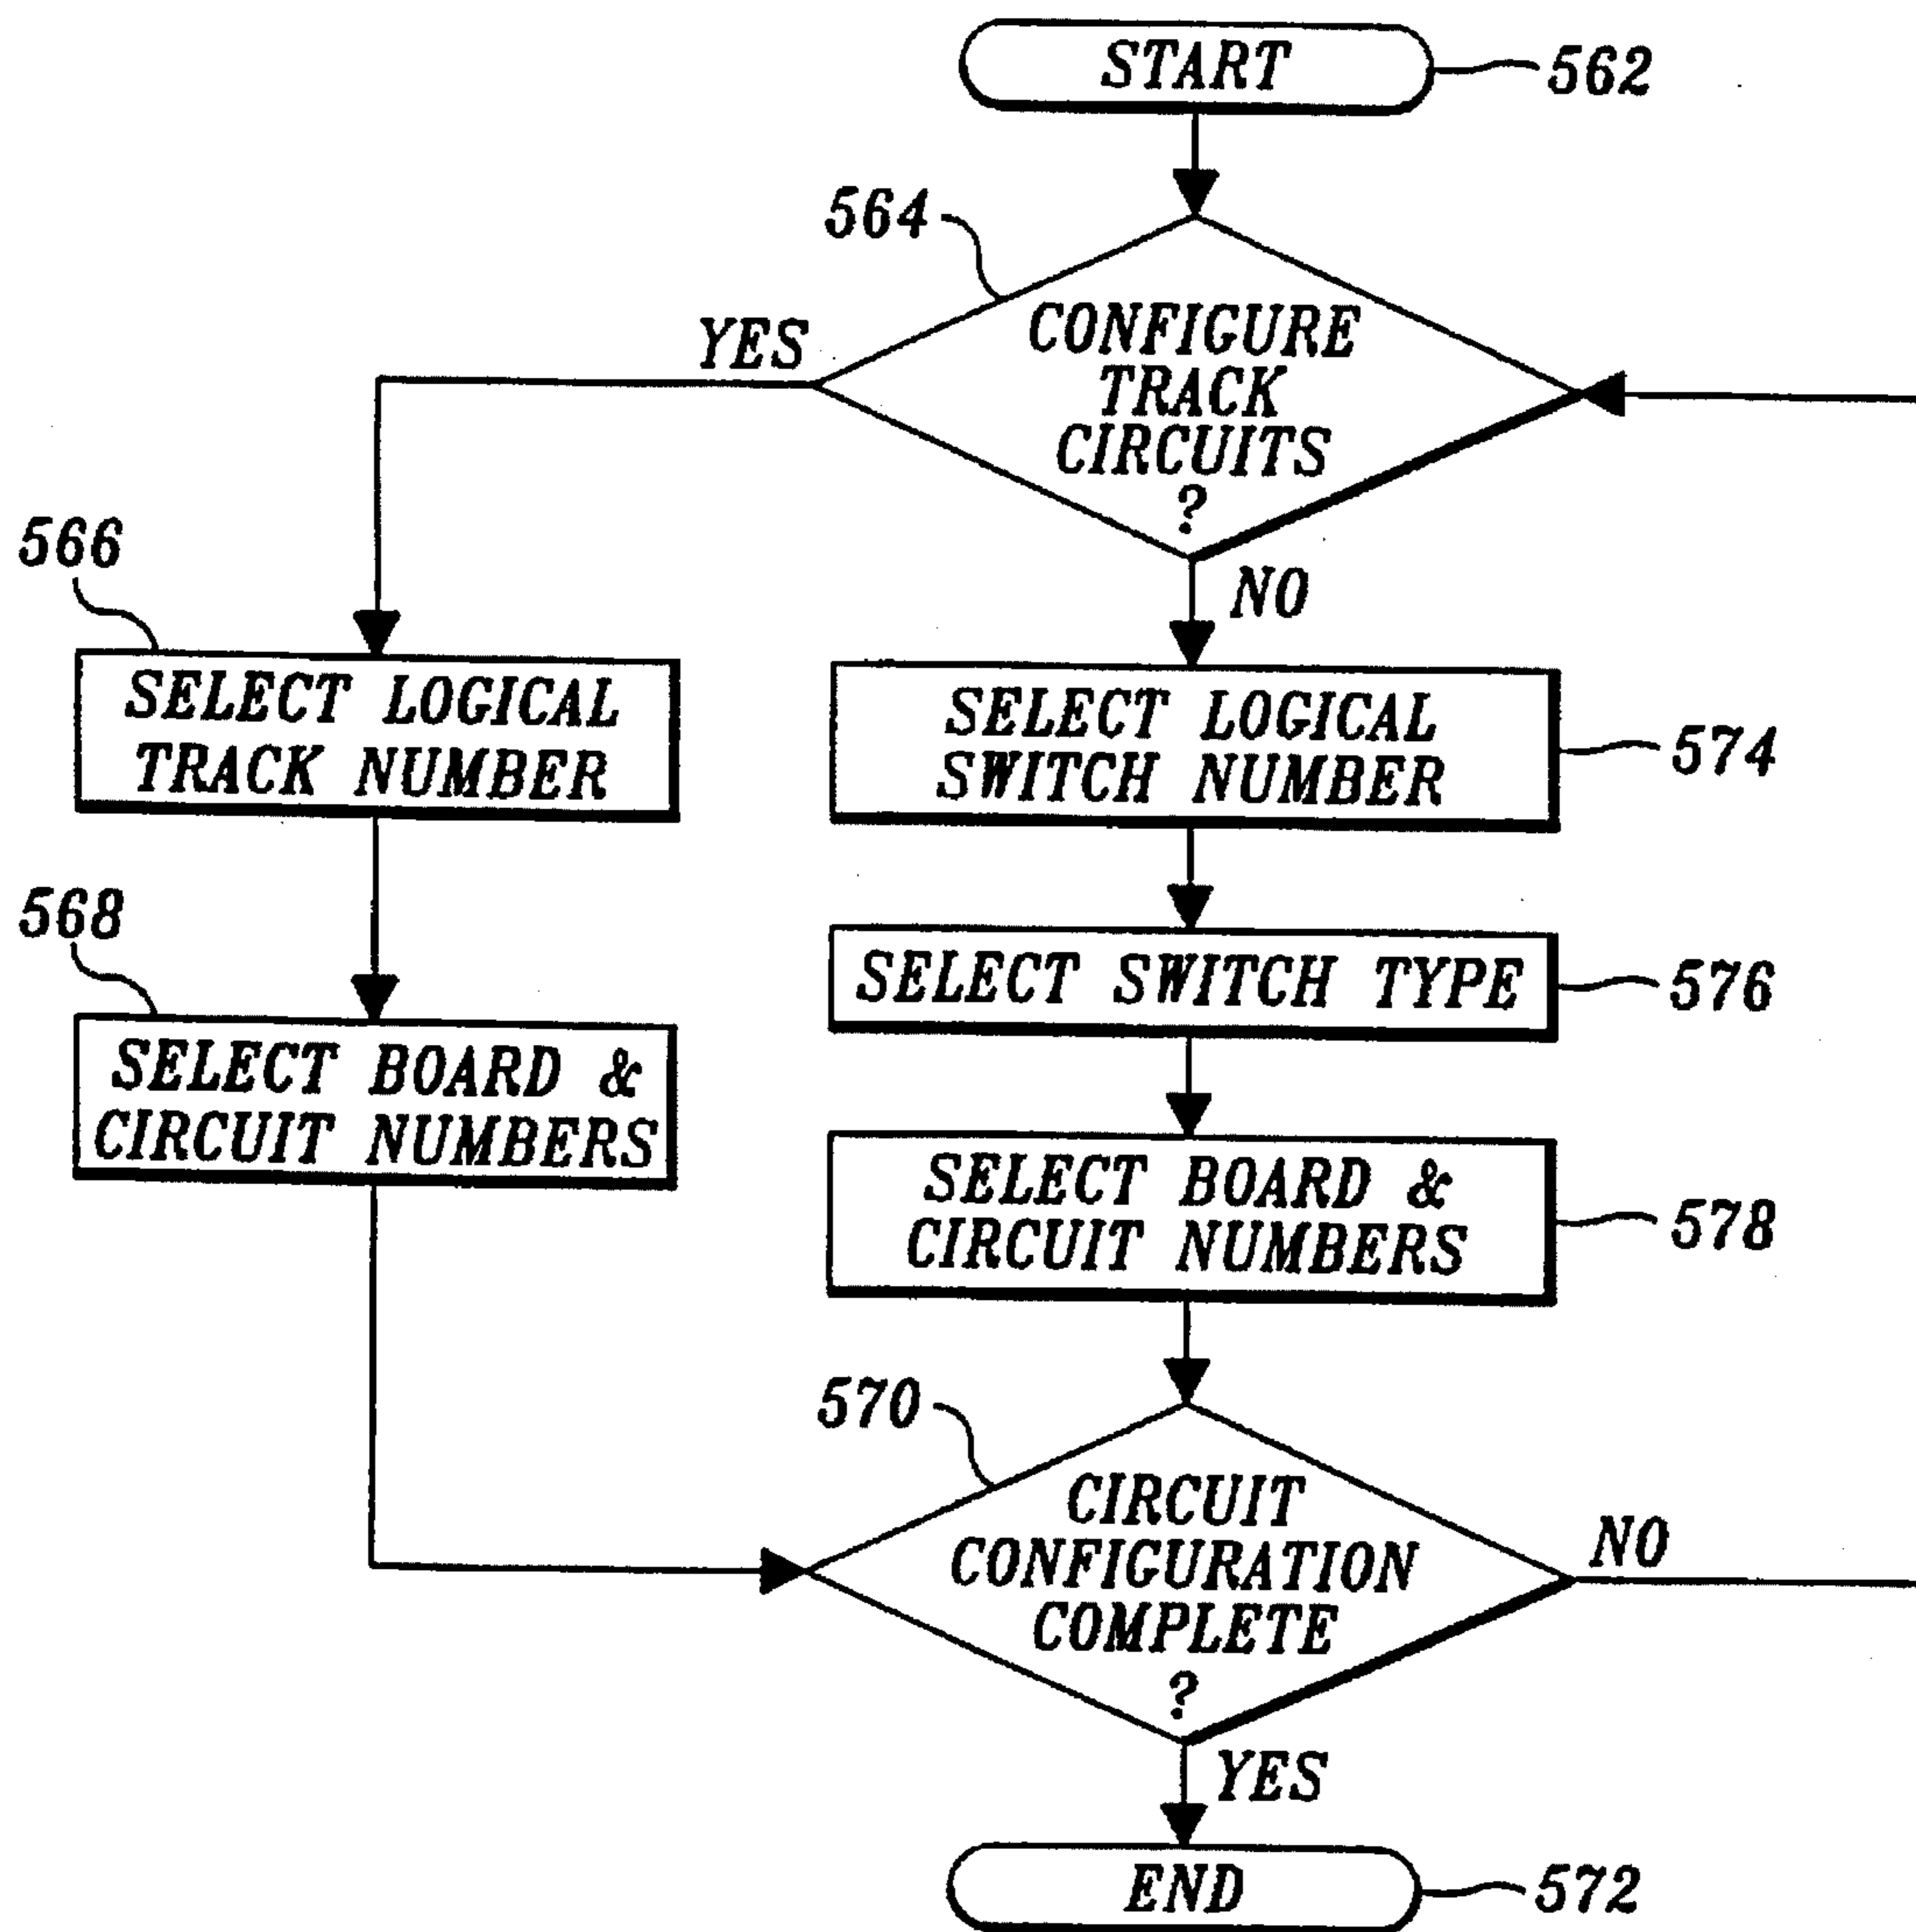 START
562
564
CONFIGURE
TRACK
CIRCUITS
?
YES
NO
566
SELECT LOGICAL
TRACK NUMBER
SELECT LOGICAL
SWITCH NUMBER
574
568
SELECT BOARD &
CIRCUIT NUMBERS
SELECT SWITCH TYPE
576
SELECT BOARD &
CIRCUIT NUMBERS
578
570
CIRCUIT
CONFIGURATION
COMPLETE
?
NO
YES
END
572